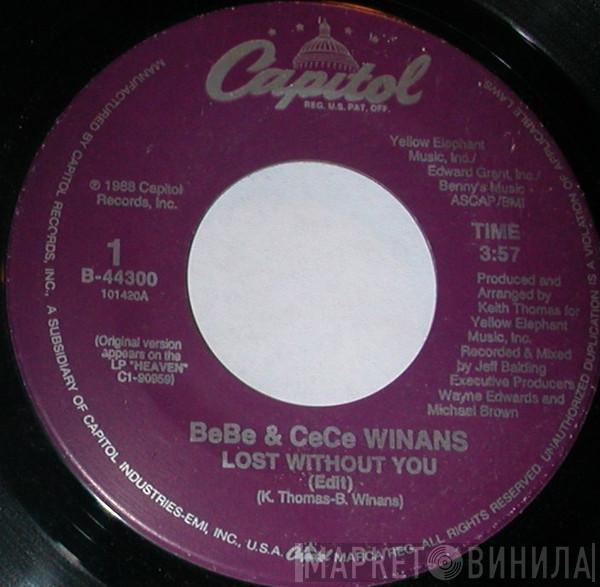 Capitol
REG. U.S. PAT. OFF.
Yellow Elephant
Music, Inc./
Edward Grant, Inc./
Benny's Music
ASCAP/BMI
℗ 1988 Capitol
Records, Inc.
TIME
3:57
1
B-44300
101420A
Produced and
Arranged by
Keith Thomas for
Yellow Elephant
Music, Inc.
Recorded & Mixed
by Jeff Balding
Executive Producers
Wayne Edwards and
Michael Brown
(Original version
appears on the
LP "HEAVEN"
C1-90959)
BeBe & CeCe WINANS
LOST WITHOUT YOU
(Edit)
(K. Thomas-B. Winans)
MANUFACTURED BY CAPITOL RECORDS, INC., A SUBSIDIARY OF CAPITOL INDUSTRIES-EMI, INC., U.S.A. Capitol MARCA REG. ALL RIGHTS RESERVED. UNAUTHORIZED DUPLICATION IS A VIOLATION OF APPLICABLE LAWS.
МАРКЕТ ВИНИЛА